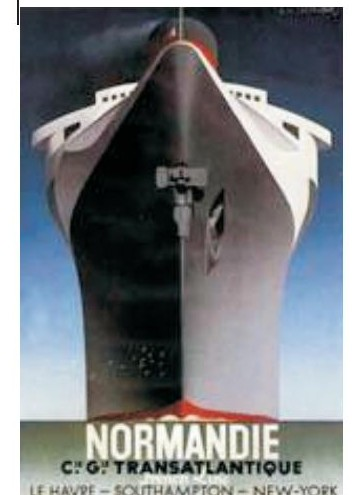 NORMANDIE
Cᴵᴱ Gᴸᴱ TRANSATLANTIQUE
LE HAVRE – SOUTHAMPTON – NEW-YORK